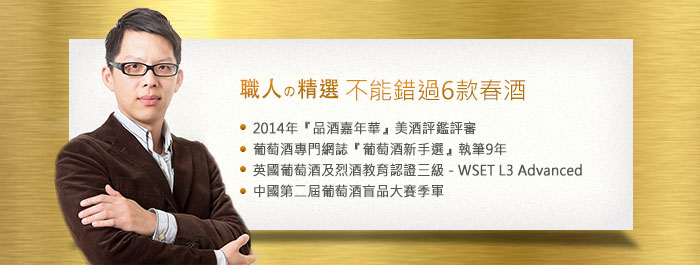 職人の精選 不能錯過6款春酒
2014年『品酒嘉年華』美酒評鑑評審
葡萄酒專門網誌『葡萄酒新手選』執筆9年
英國葡萄酒及烈酒教育認證三級 - WSET L3 Advanced
中國第二屆葡萄酒盲品大賽季軍